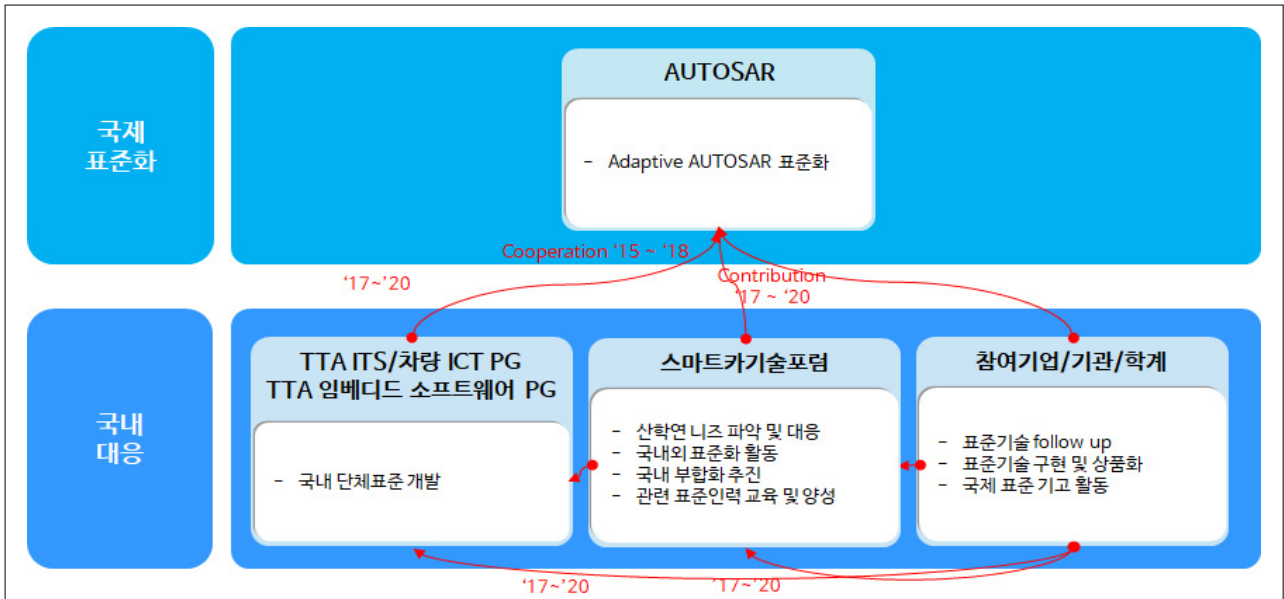 국제
표준화
AUTOSAR
- Adaptive AUTOSAR 표준화
Cooperation ‘15 ~ ‘18
‘17~‘20
Contribution
‘17 ~ ‘20
국내
대응
TTA ITS/차량 ICT PG
TTA 임베디드 소프트웨어 PG
- 국내 단체표준 개발
스마트카기술포럼
- 산학연 니즈 파악 및 대응
- 국내외 표준화 활동
- 국내 부합화 추진
- 관련 표준인력 교육 및 양성
참여기업/기관/학계
- 표준기술 follow up
- 표준기술 구현 및 상품화
- 국제 표준 기고 활동
‘17~‘20
‘17~‘20